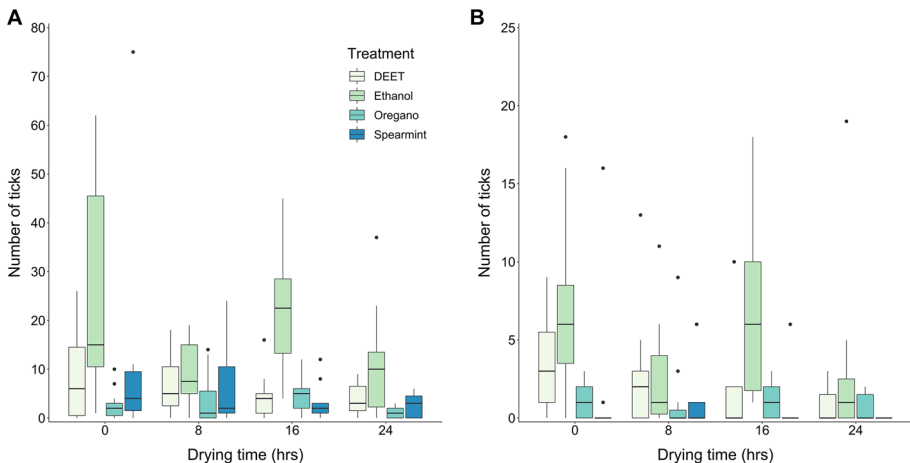 A
80
70
60
50
40
30
20
10
0
Number of ticks
0 8 16 24
Drying time (hrs)
Treatment
DEET
Ethanol
Oregano
Spearmint
B
25
20
15
10
5
0
Number of ticks
0 8 16 24
Drying time (hrs)